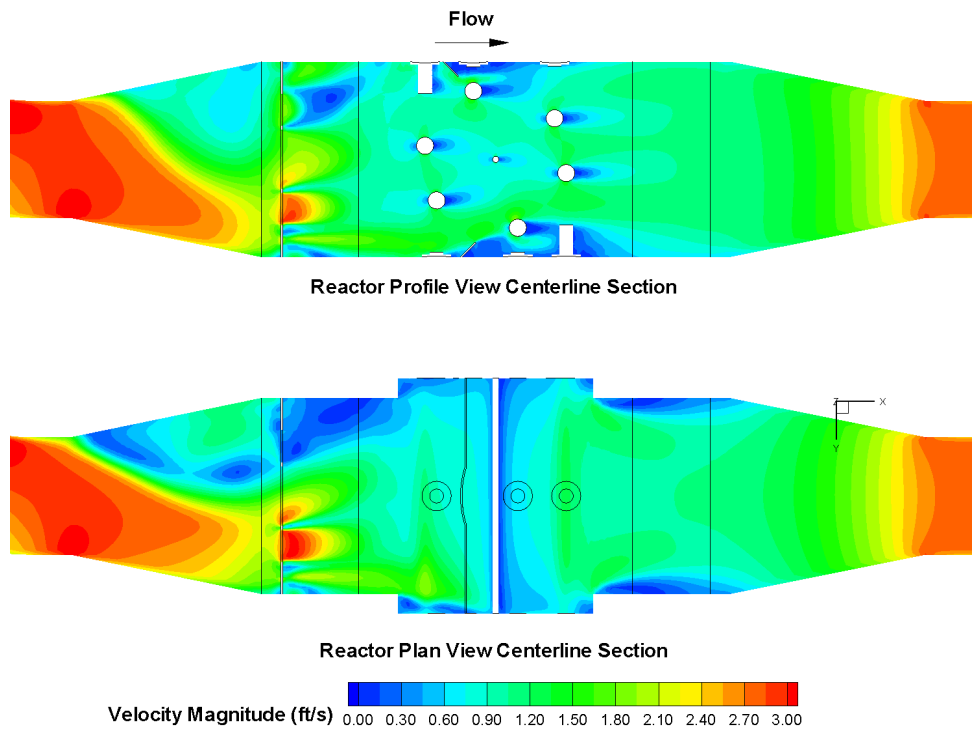 Flow
Reactor Profile View Centerline Section
Z X
Y
Reactor Plan View Centerline Section
Velocity Magnitude (ft/s)
0.00 0.30 0.60 0.90 1.20 1.50 1.80 2.10 2.40 2.70 3.00